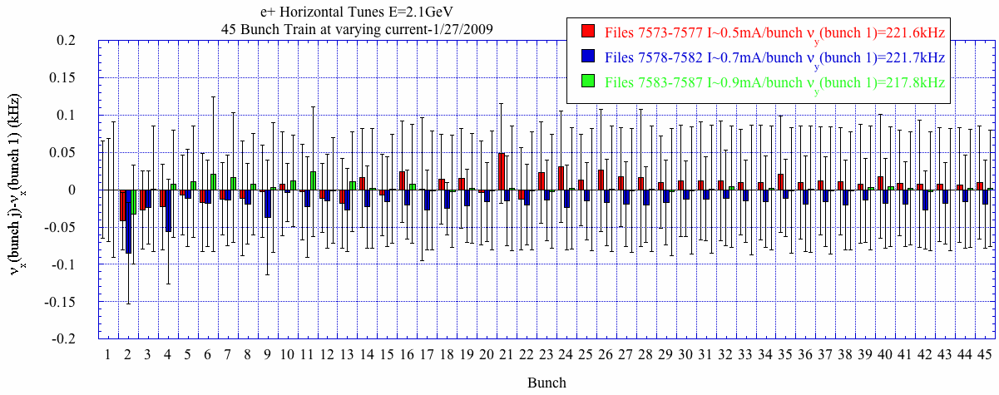 e+ Horizontal Tunes E=2.1GeV
45 Bunch Train at varying current-1/27/2009
Files 7573-7577 I~0.5mA/bunch νy(bunch 1)=221.6kHz
Files 7578-7582 I~0.7mA/bunch νy(bunch 1)=221.7kHz
Files 7583-7587 I~0.9mA/bunch νy(bunch 1)=217.8kHz
νx(bunch j)-νx(bunch 1) (kHz)
0.2
0.15
0.1
0.05
0
-0.05
-0.1
-0.15
-0.2
1 2 3 4 5 6 7 8 9 10 11 12 13 14 15 16 17 18 19 20 21 22 23 24 25 26 27 28 29 30 31 32 33 34 35 36 37 38 39 40 41 42 43 44 45
Bunch